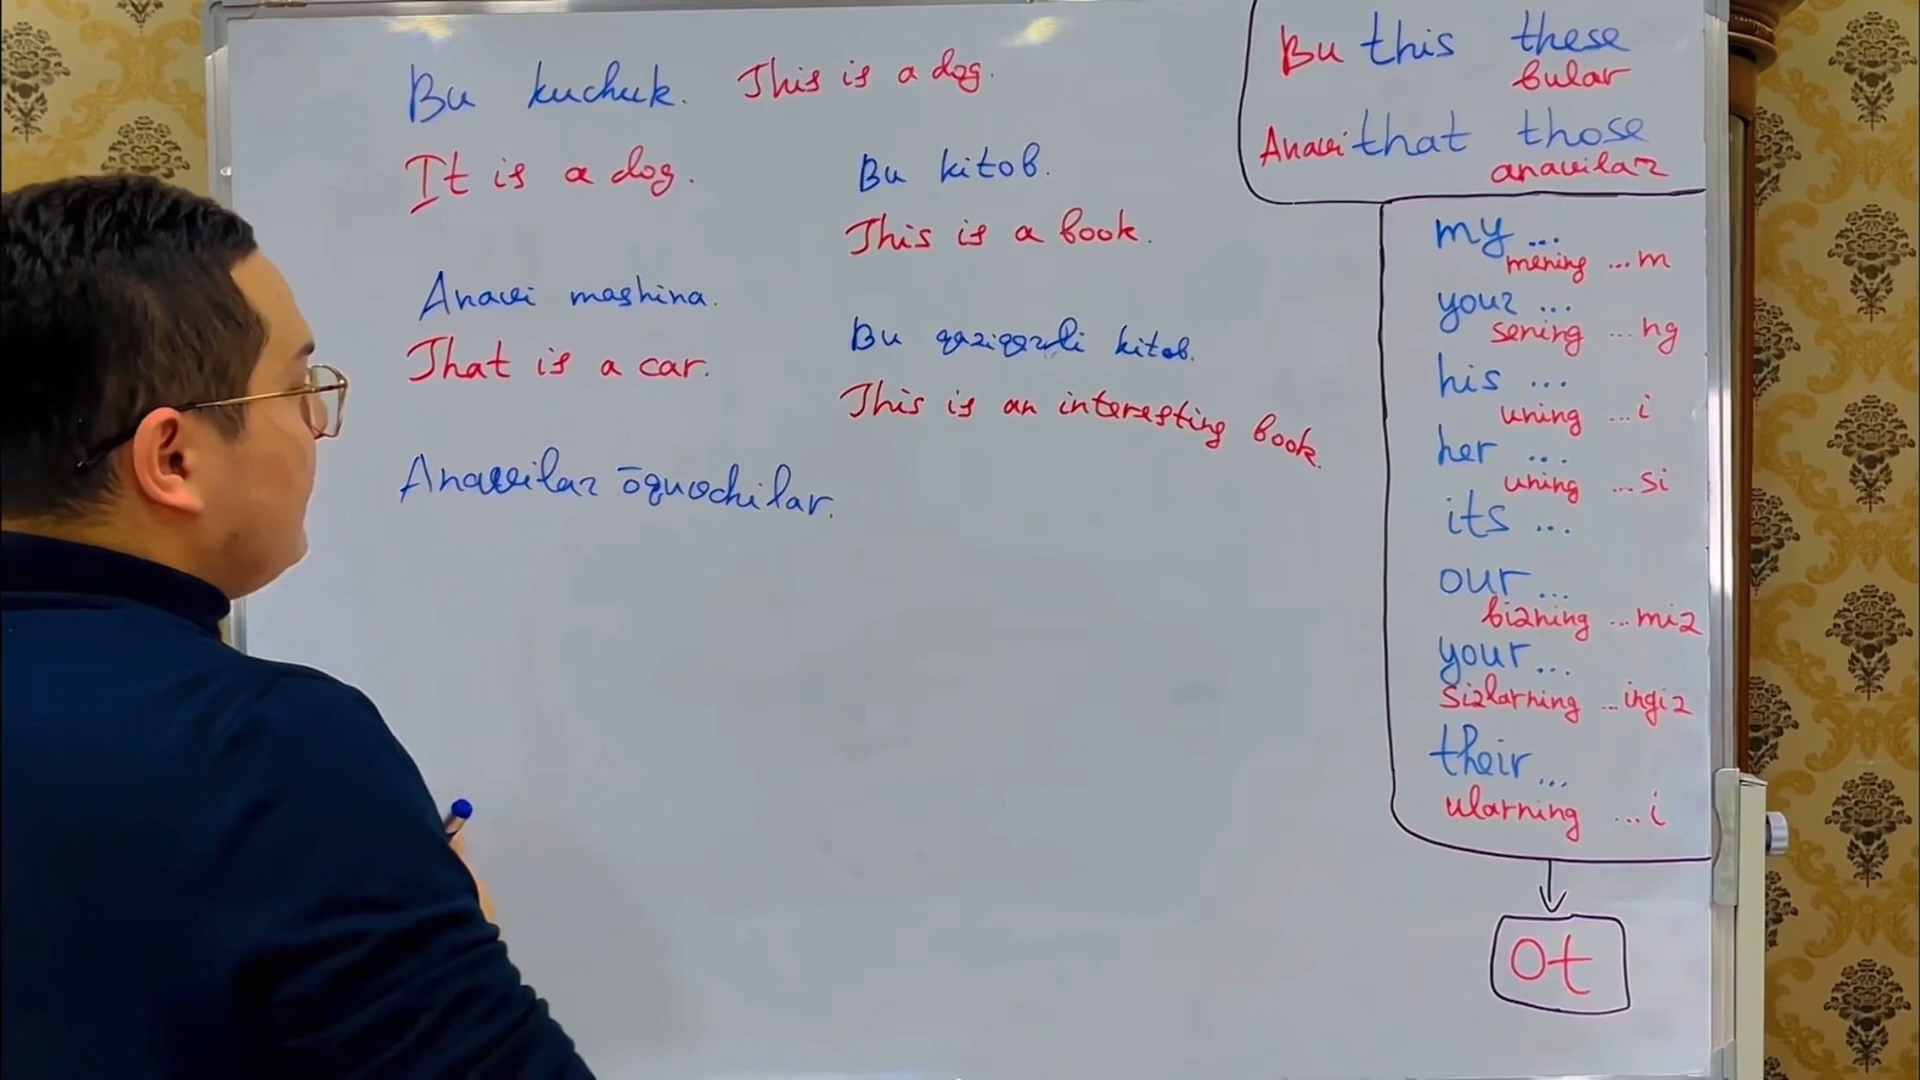 Bu kuchuk. This is a dog.
It is a dog.
Bu kitob.
This is a book.
Anavi mashina.
That is a car.
Bu qiziqarli kitob.
This is an interesting book.
Anavilar ōquvchilar.
Bu this these
bular
Anavi that those
anavilar
my ...
mening ...m
your ...
sening ...ng
his ...
uning ...i
her ...
uning ...si
its ...
our ...
bizning ...miz
your ...
sizlarning ...ingiz
their ...
ularning ...i
Ot